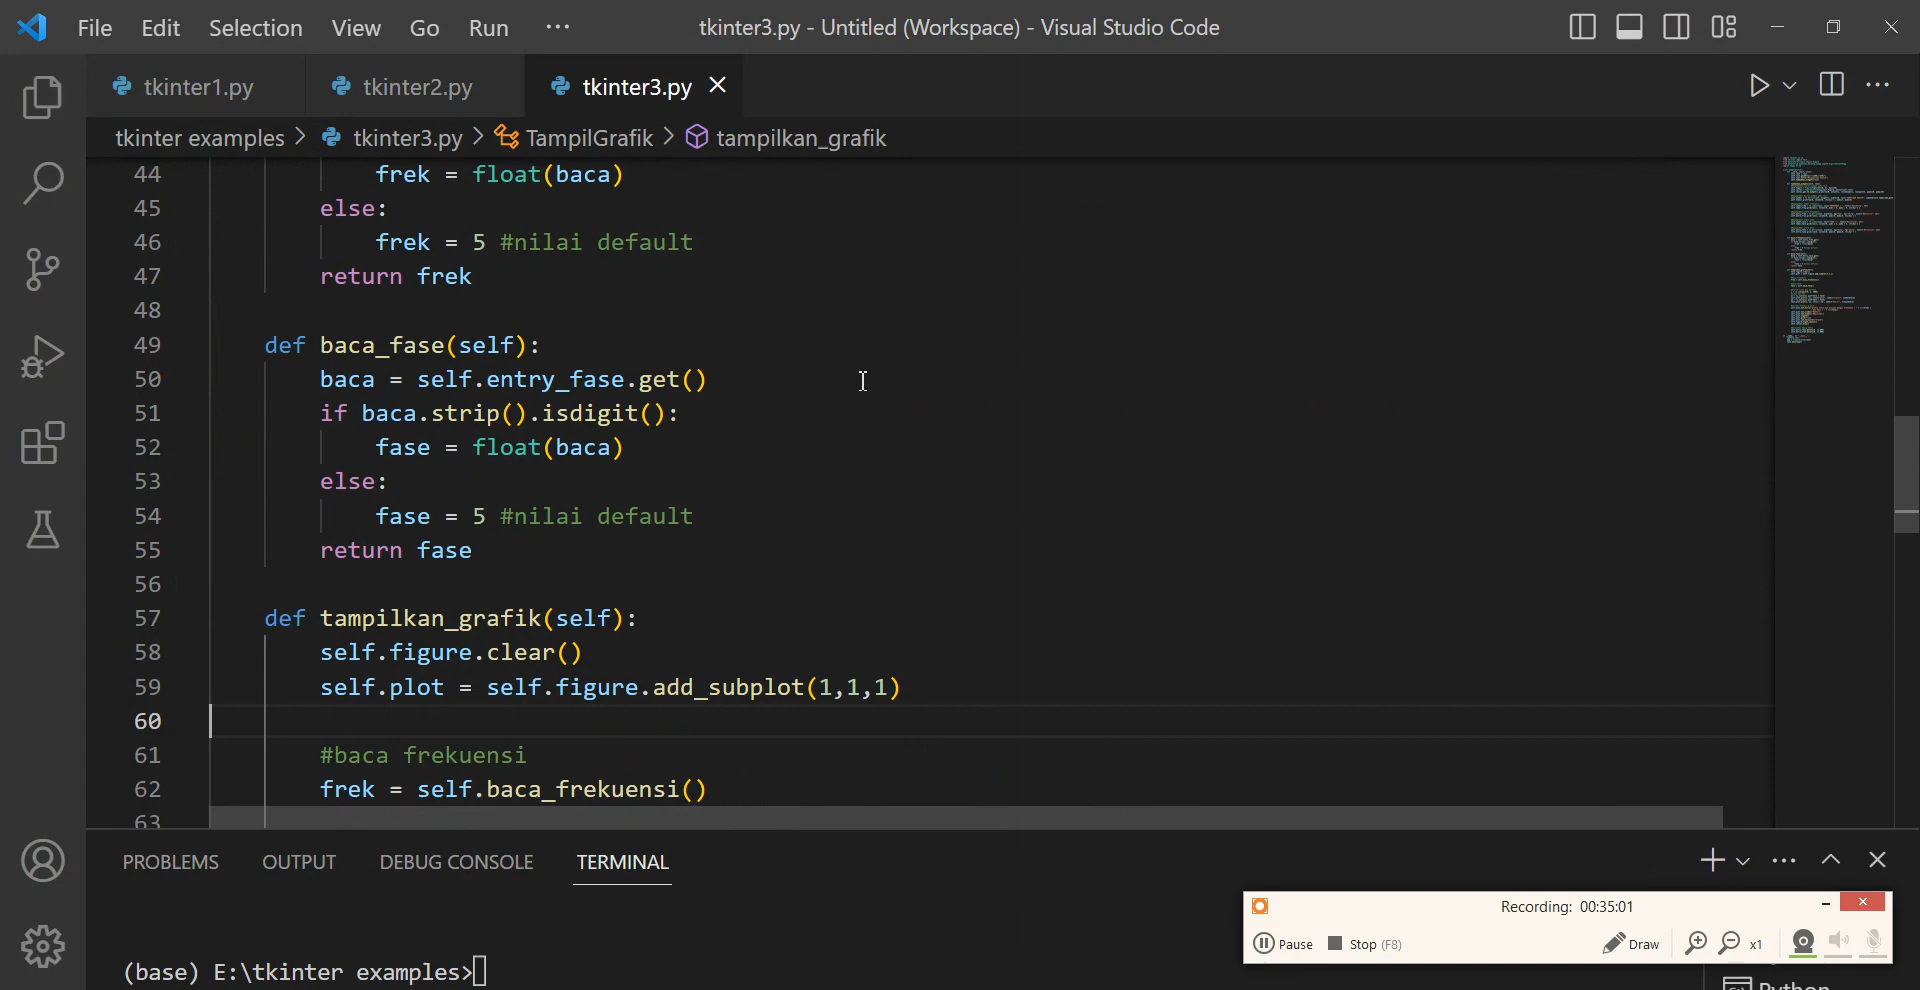 File Edit Selection View Go Run ··· tkinter3.py - Untitled (Workspace) - Visual Studio Code
tkinter1.py tkinter2.py tkinter3.py
tkinter examples > tkinter3.py > TampilGrafik > tampilkan_grafik
44 frek = float(baca)
45 else:
46 frek = 5 #nilai default
47 return frek
48
49 def baca_fase(self):
50 baca = self.entry_fase.get()
51 if baca.strip().isdigit():
52 fase = float(baca)
53 else:
54 fase = 5 #nilai default
55 return fase
56
57 def tampilkan_grafik(self):
58 self.figure.clear()
59 self.plot = self.figure.add_subplot(1,1,1)
60
61 #baca frekuensi
62 frek = self.baca_frekuensi()
63
PROBLEMS OUTPUT DEBUG CONSOLE TERMINAL
Recording: 00:35:01
Pause Stop (F8) Draw x1
(base) E:\tkinter examples>
Python